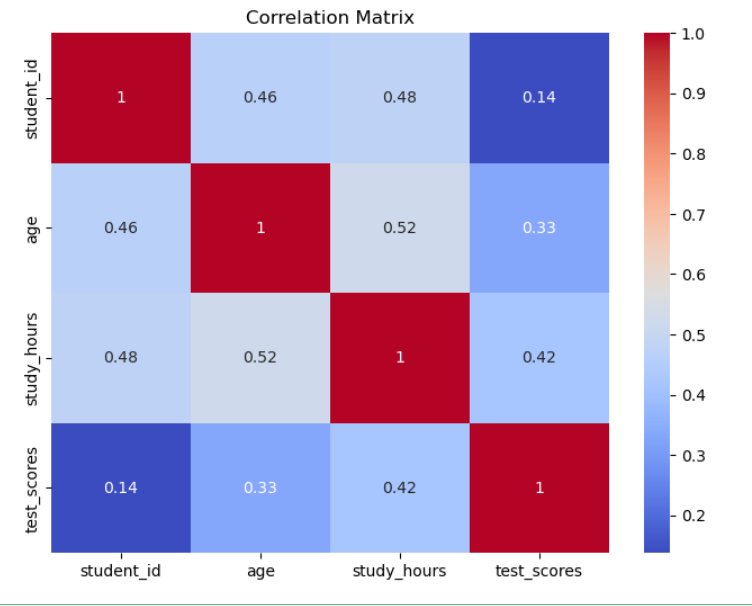 Correlation Matrix
student_id 1 0.46 0.48 0.14
age 0.46 1 0.52 0.33
study_hours 0.48 0.52 1 0.42
test_scores 0.14 0.33 0.42 1
student_id age study_hours test_scores
1.0
0.9
0.8
0.7
0.6
0.5
0.4
0.3
0.2